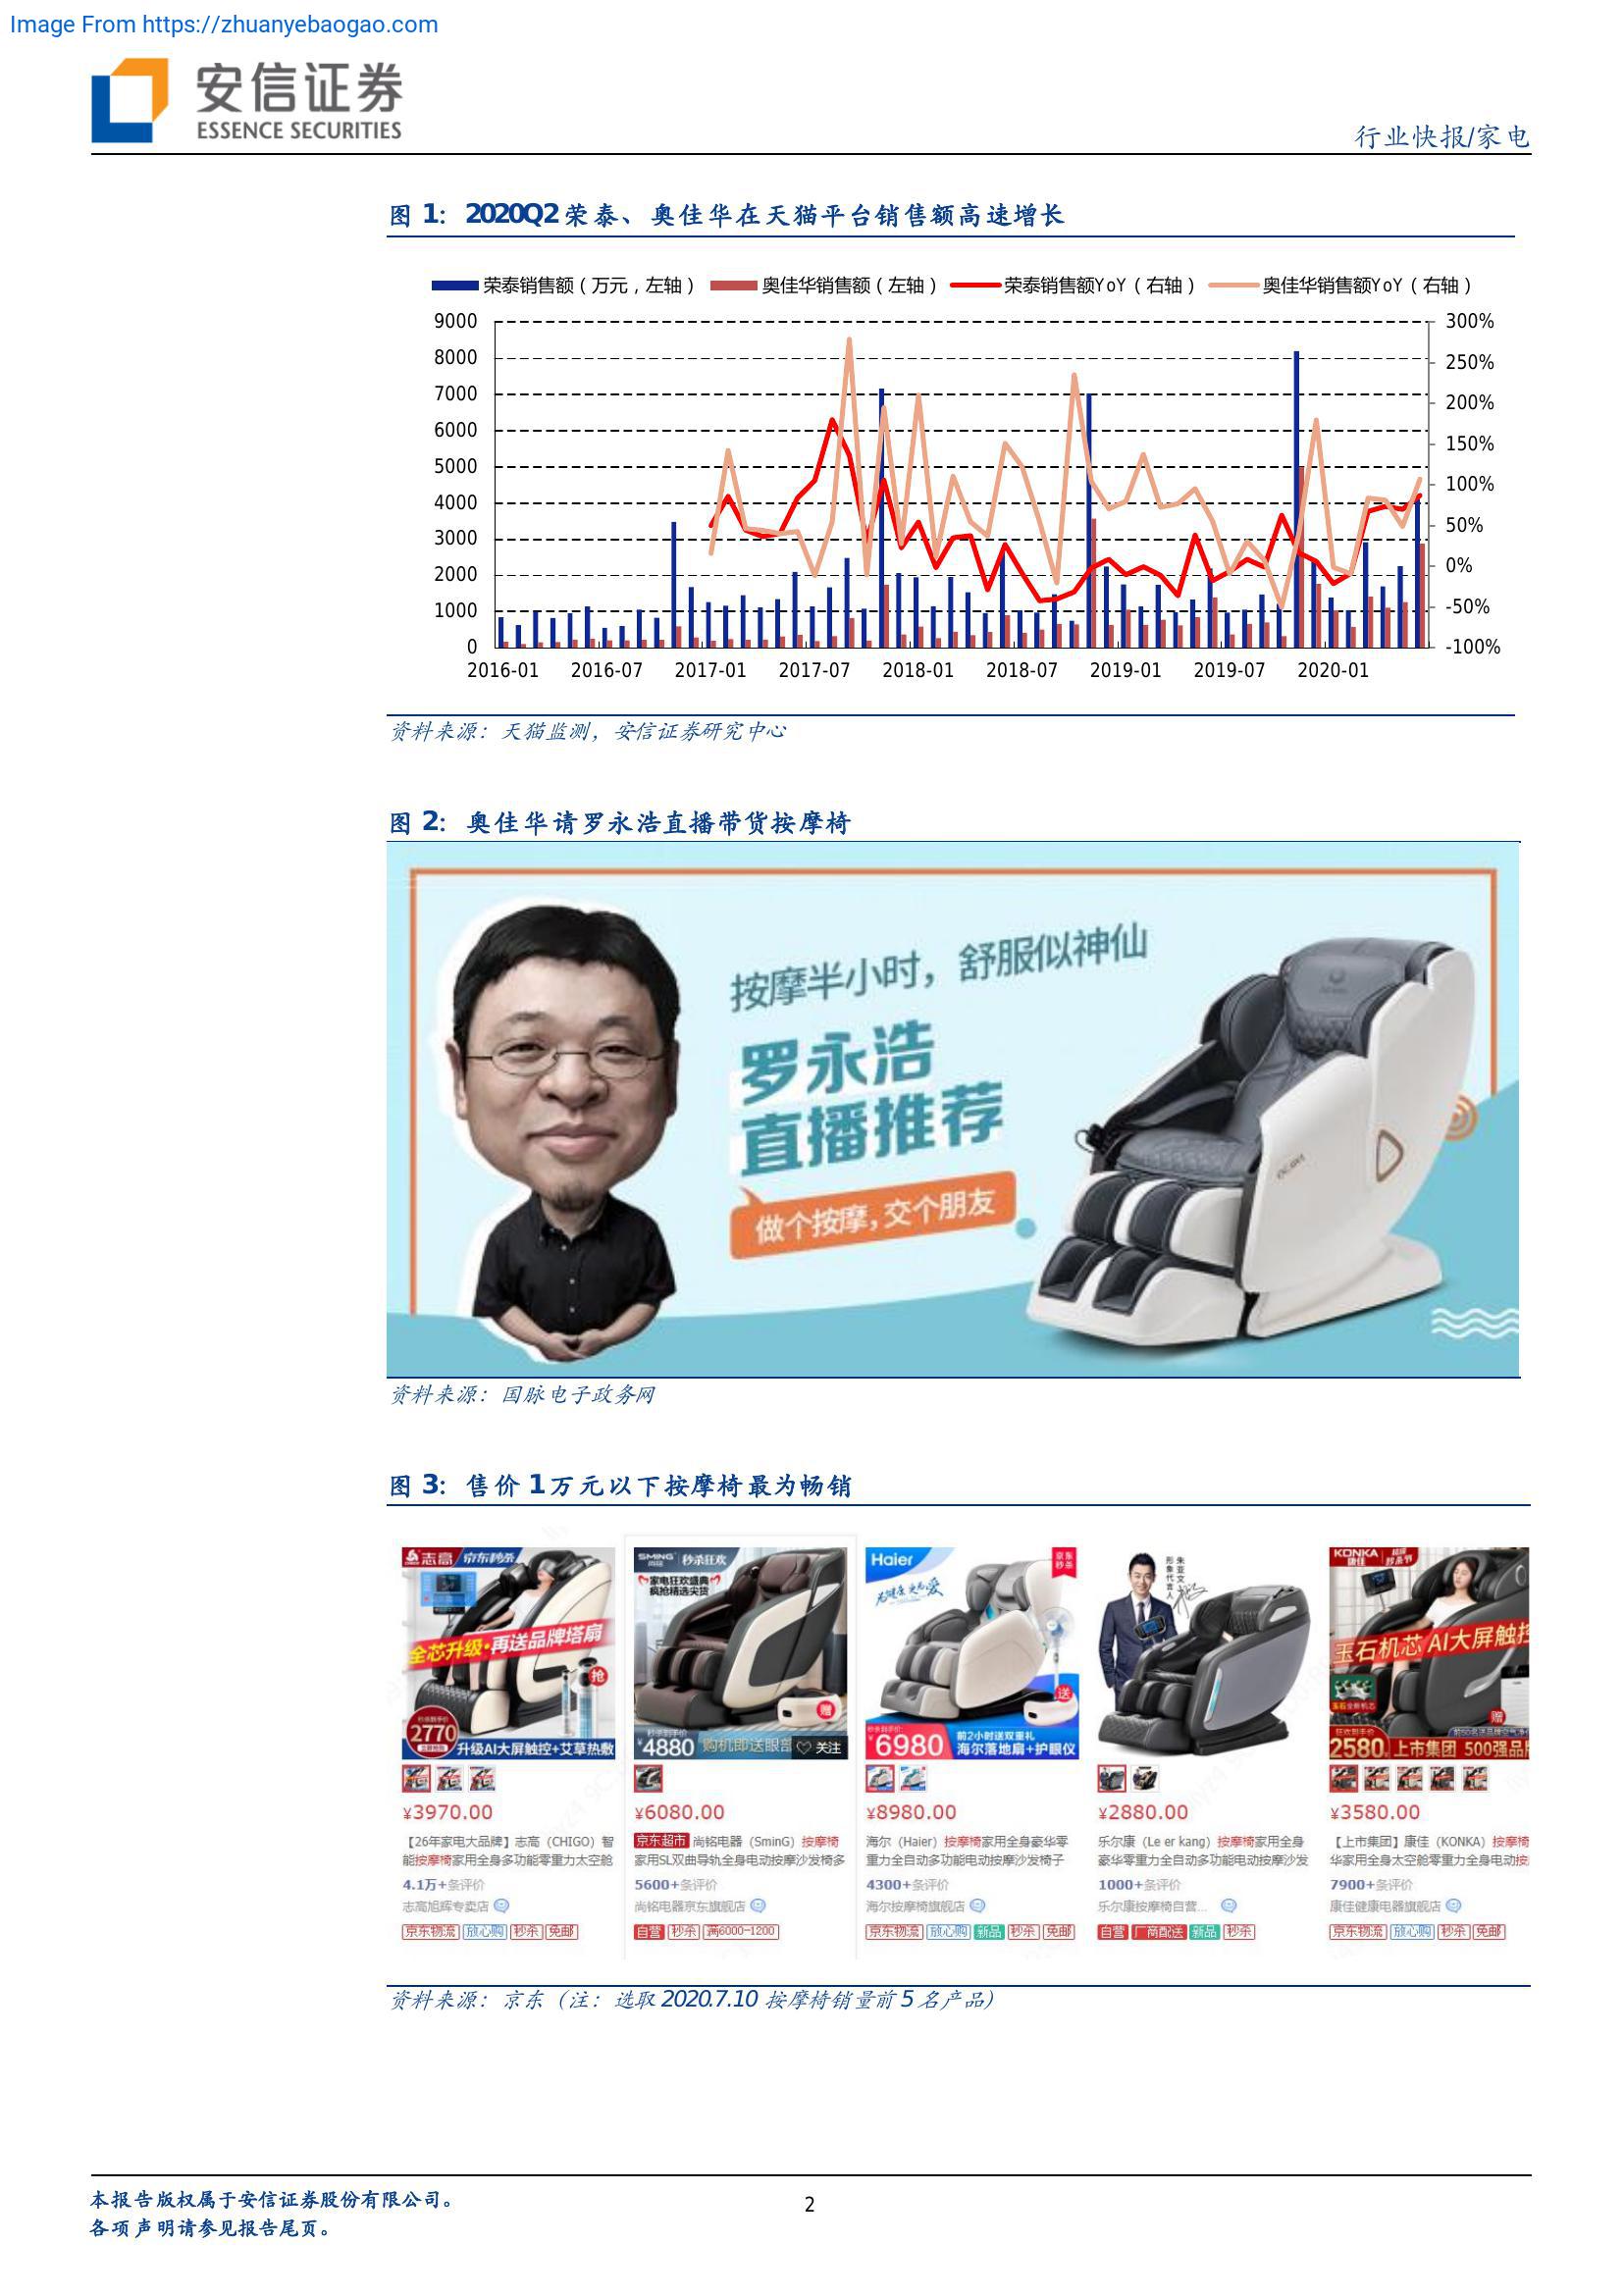 Image From https://zhuanyebaogao.com
安信证券
ESSENCE SECURITIES
行业快报/家电
图 1: 2020Q2 荣泰、奥佳华在天猫平台销售额高速增长
荣泰销售额（万元，左轴） 奥佳华销售额（左轴） 荣泰销售额YoY（右轴） 奥佳华销售额YoY（右轴）
9000 300%
8000 250%
7000 200%
6000 150%
5000 100%
4000 50%
3000 0%
2000 -50%
1000 -100%
0
2016-01 2016-07 2017-01 2017-07 2018-01 2018-07 2019-01 2019-07 2020-01
资料来源：天猫监测，安信证券研究中心
图 2: 奥佳华请罗永浩直播带货按摩椅
按摩半小时，舒服似神仙
罗永浩
直播推荐
做个按摩，交个朋友
资料来源：国脉电子政务网
图 3: 售价 1 万元以下按摩椅最为畅销
志高 京东秒杀
全芯升级·再送品牌塔扇
抢
2770
升级AI大屏触控+艾草热敷
SMING 秒杀狂欢
家电狂欢盛典
疯抢精选尖货
赠
秒杀到手价
¥4880 购机即送眼部 关注
Haier
京东秒杀
送
6980 前2小时送双重礼
海尔落地扇+护眼仪
朱亚文
形象代言人
KONKA 康佳
玉石机芯 AI大屏触控
赠
2580 上市集团 500强品牌
¥3970.00 ¥6080.00 ¥8980.00 ¥2880.00 ¥3580.00
【26年家电大品牌】志高（CHIGO）智
能按摩椅家用全身多功能零重力太空舱
4.1万+条评价
志高旭辉专卖店
京东物流 放心购 秒杀 免邮
京东超市 尚铭电器（SminG）按摩椅
家用SL双曲导轨全身电动按摩沙发椅多
5600+条评价
尚铭电器京东旗舰店
自营 秒杀 满6000-1200
海尔（Haier）按摩椅家用全身豪华零
重力全自动多功能电动按摩沙发椅子
4300+条评价
海尔按摩椅旗舰店
京东物流 放心购 新品 秒杀 免邮
乐尔康（Le er kang）按摩椅家用全身
豪华零重力全自动多功能电动按摩沙发
1000+条评价
乐尔康按摩椅自营...
自营 厂商配送 新品 秒杀
【上市集团】康佳（KONKA）按摩椅
华家用全身太空舱零重力全身电动按
7900+条评价
康佳健康电器旗舰店
京东物流 放心购 秒杀 免邮
资料来源：京东（注：选取 2020.7.10 按摩椅销量前 5 名产品）
本报告版权属于安信证券股份有限公司。
各项声明请参见报告尾页。
2